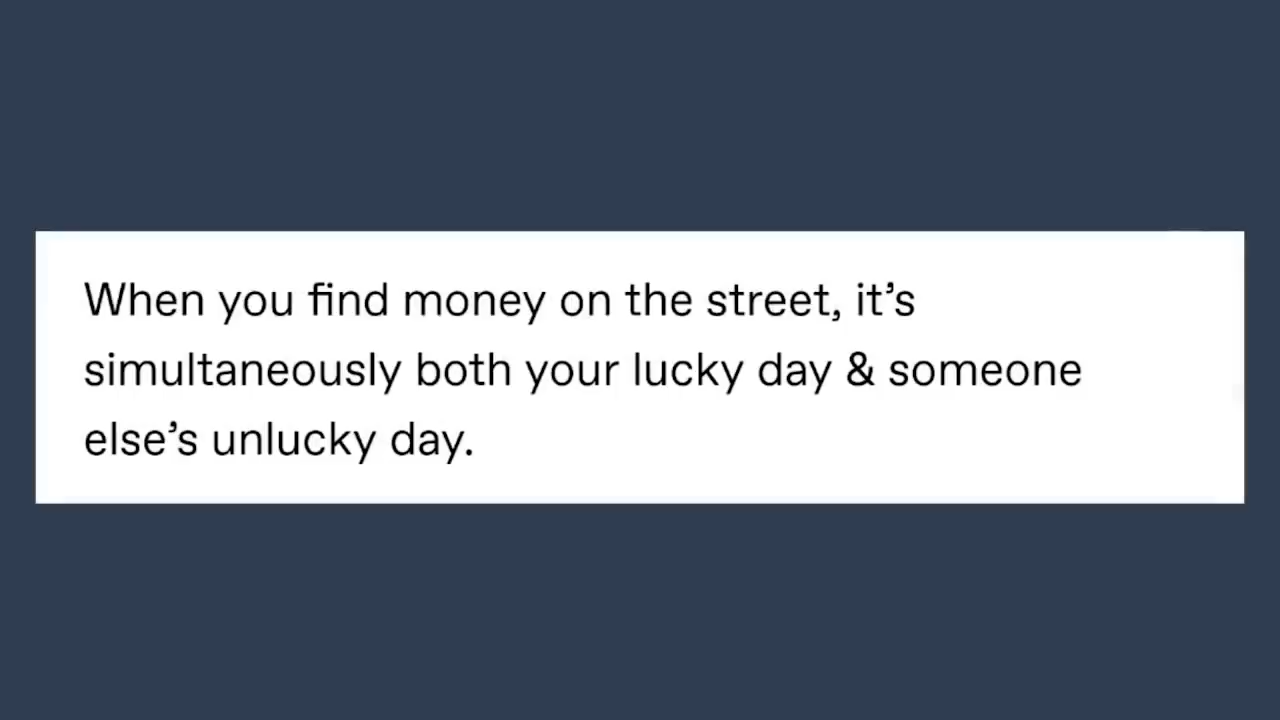 When you find money on the street, it’s
simultaneously both your lucky day & someone
else’s unlucky day.